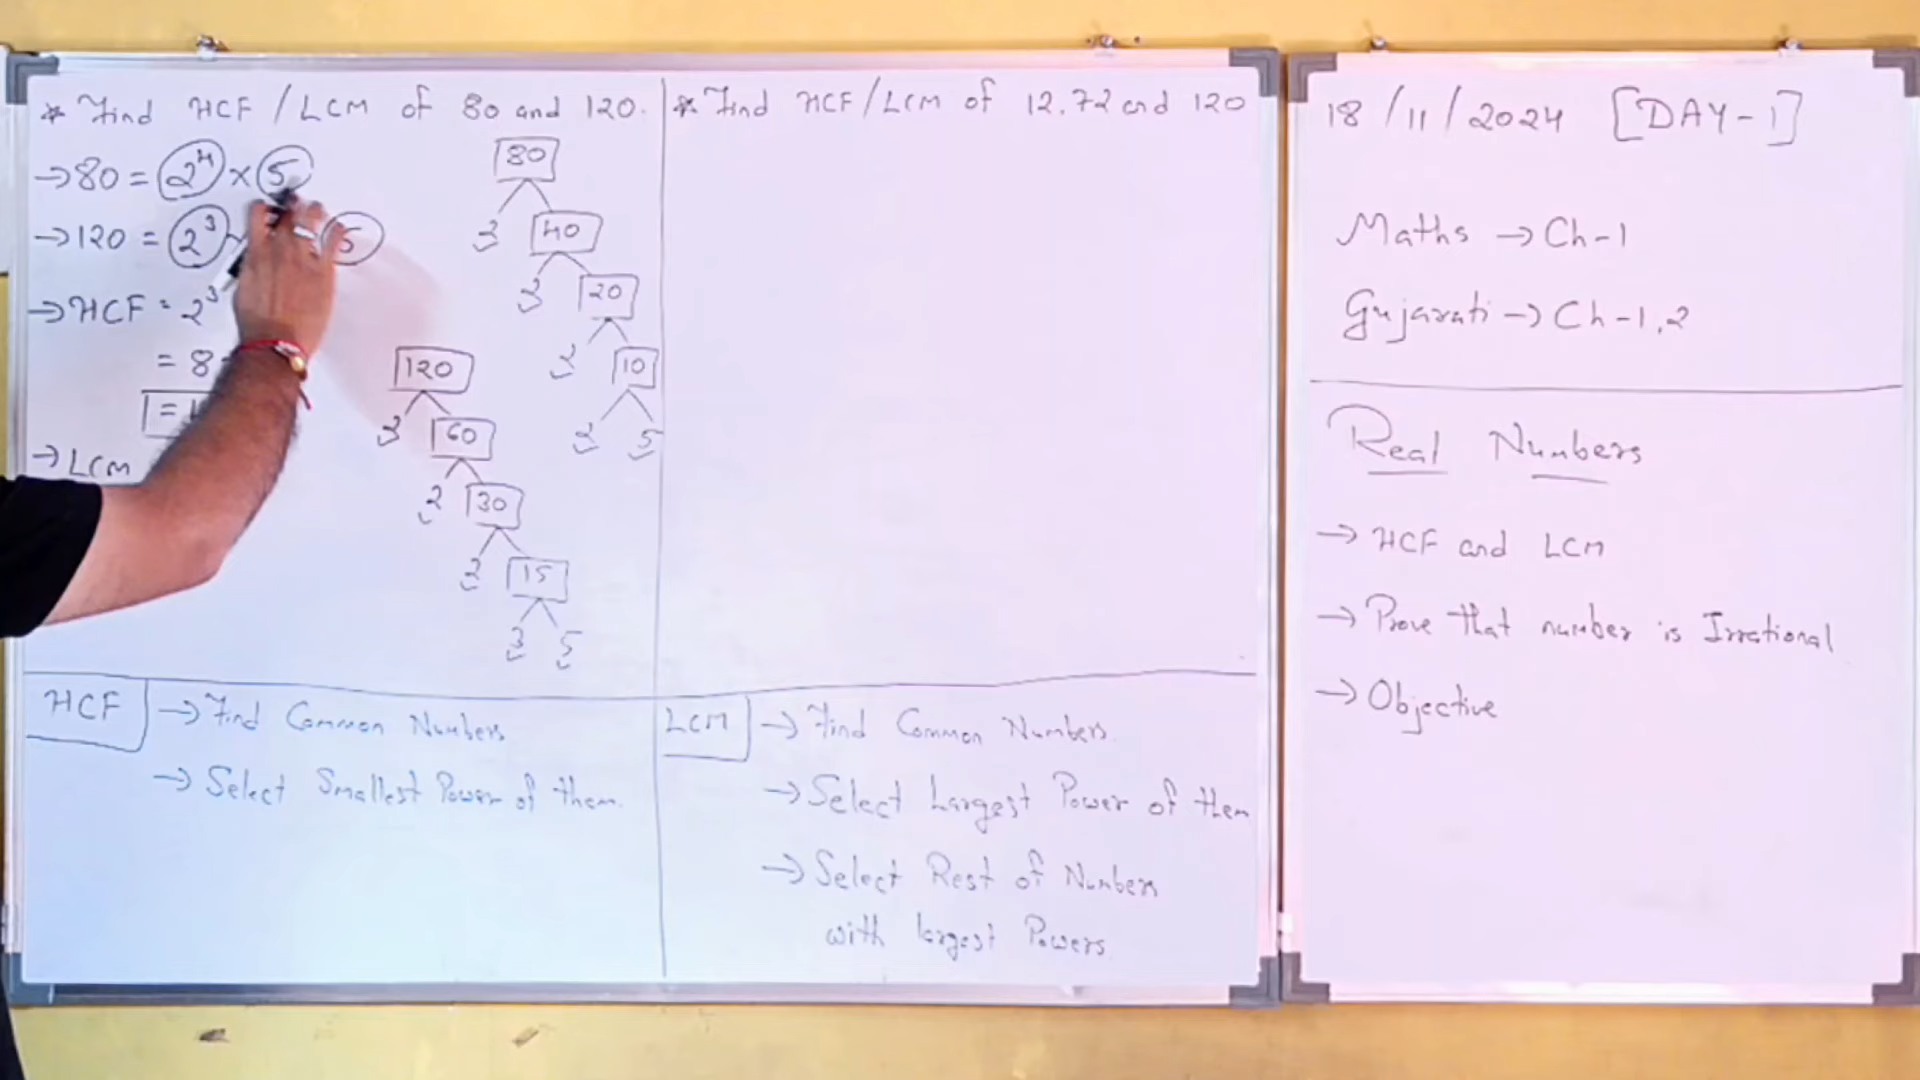 * Find HCF / LCM of 80 and 120.
→ 80 = 2⁴ × 5
→ 120 = 2³ 5
→ HCF = 2³
= 8
=
→ LCM
80
2 40
2 20
2 10
2 5
120
2 60
2 30
2 15
3 5
* Find HCF / LCM of 12.72 and 120
HCF → Find Common Numbers
→ Select Smallest Power of them.
LCM → Find Common Numbers.
→ Select Largest Power of them
→ Select Rest of Numbers
with largest Powers
18 / 11 / 2024 [DAY-1]
Maths → Ch-1
Gujarati → Ch-1,2
Real Numbers
→ HCF and LCM
→ Prove that number is Irrational
→ Objective